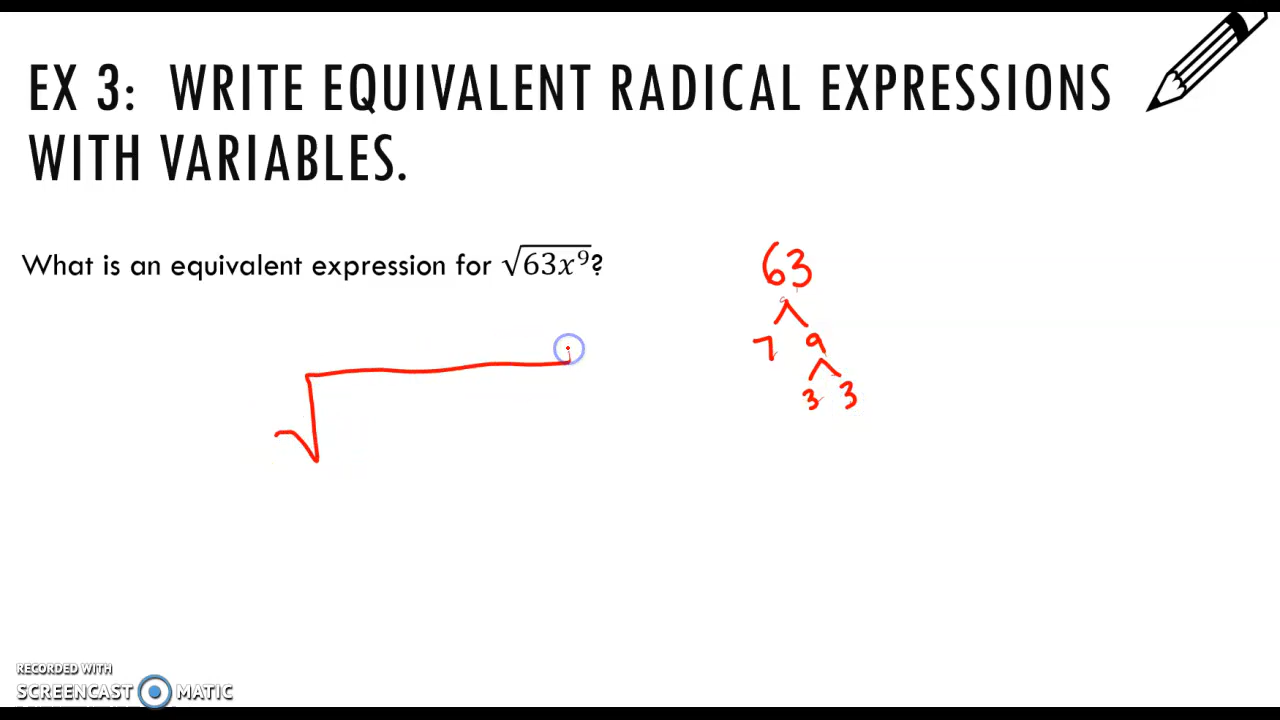 EX 3: WRITE EQUIVALENT RADICAL EXPRESSIONS
WITH VARIABLES.
What is an equivalent expression for √63x⁹?
63
7 9
3 3
√
RECORDED WITH
SCREENCAST MATIC